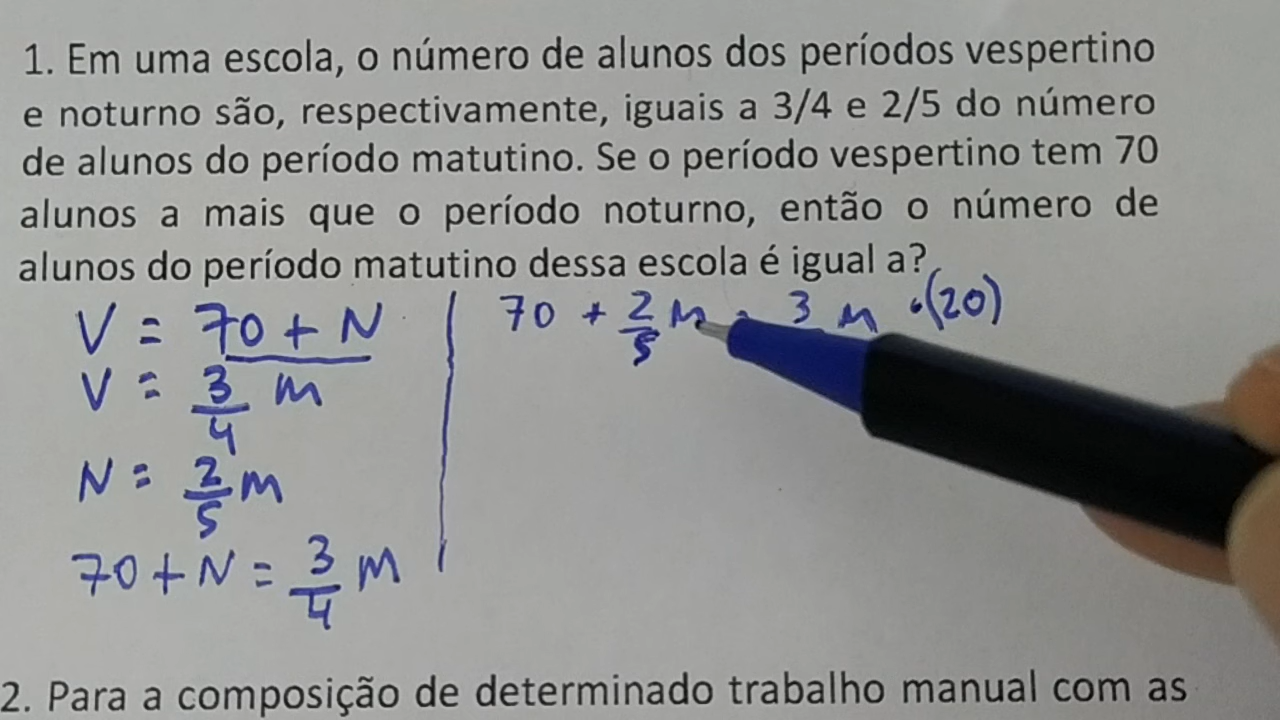 1. Em uma escola, o número de alunos dos períodos vespertino
e noturno são, respectivamente, iguais a 3/4 e 2/5 do número
de alunos do período matutino. Se o período vespertino tem 70
alunos a mais que o período noturno, então o número de
alunos do período matutino dessa escola é igual a?
V = 70 + N
V = 3/4 M
N = 2/5 M
70 + N = 3/4 M
70 + 2/5 M = 3 M .(20)
2. Para a composição de determinado trabalho manual com as